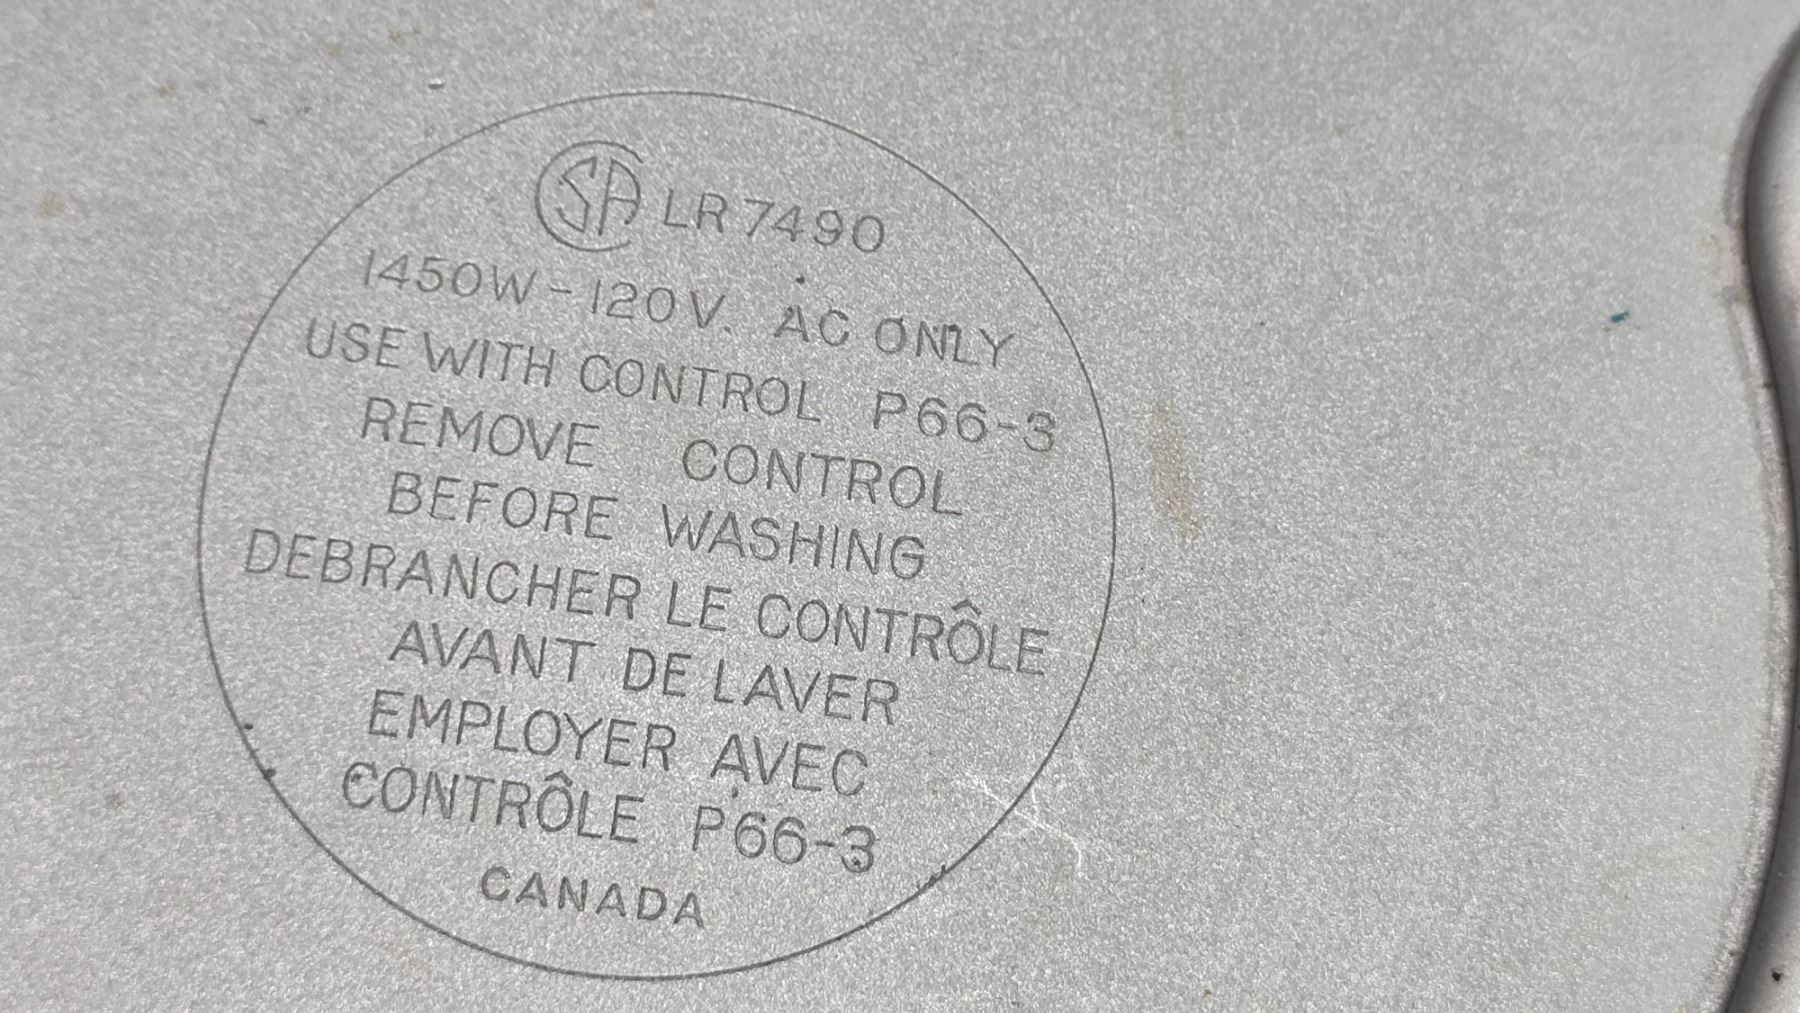 SA LR 7490
1450W - 120V. AC ONLY
USE WITH CONTROL P66-3
REMOVE CONTROL
BEFORE WASHING
DEBRANCHER LE CONTRÔLE
AVANT DE LAVER
EMPLOYER AVEC
CONTRÔLE P66-3
CANADA